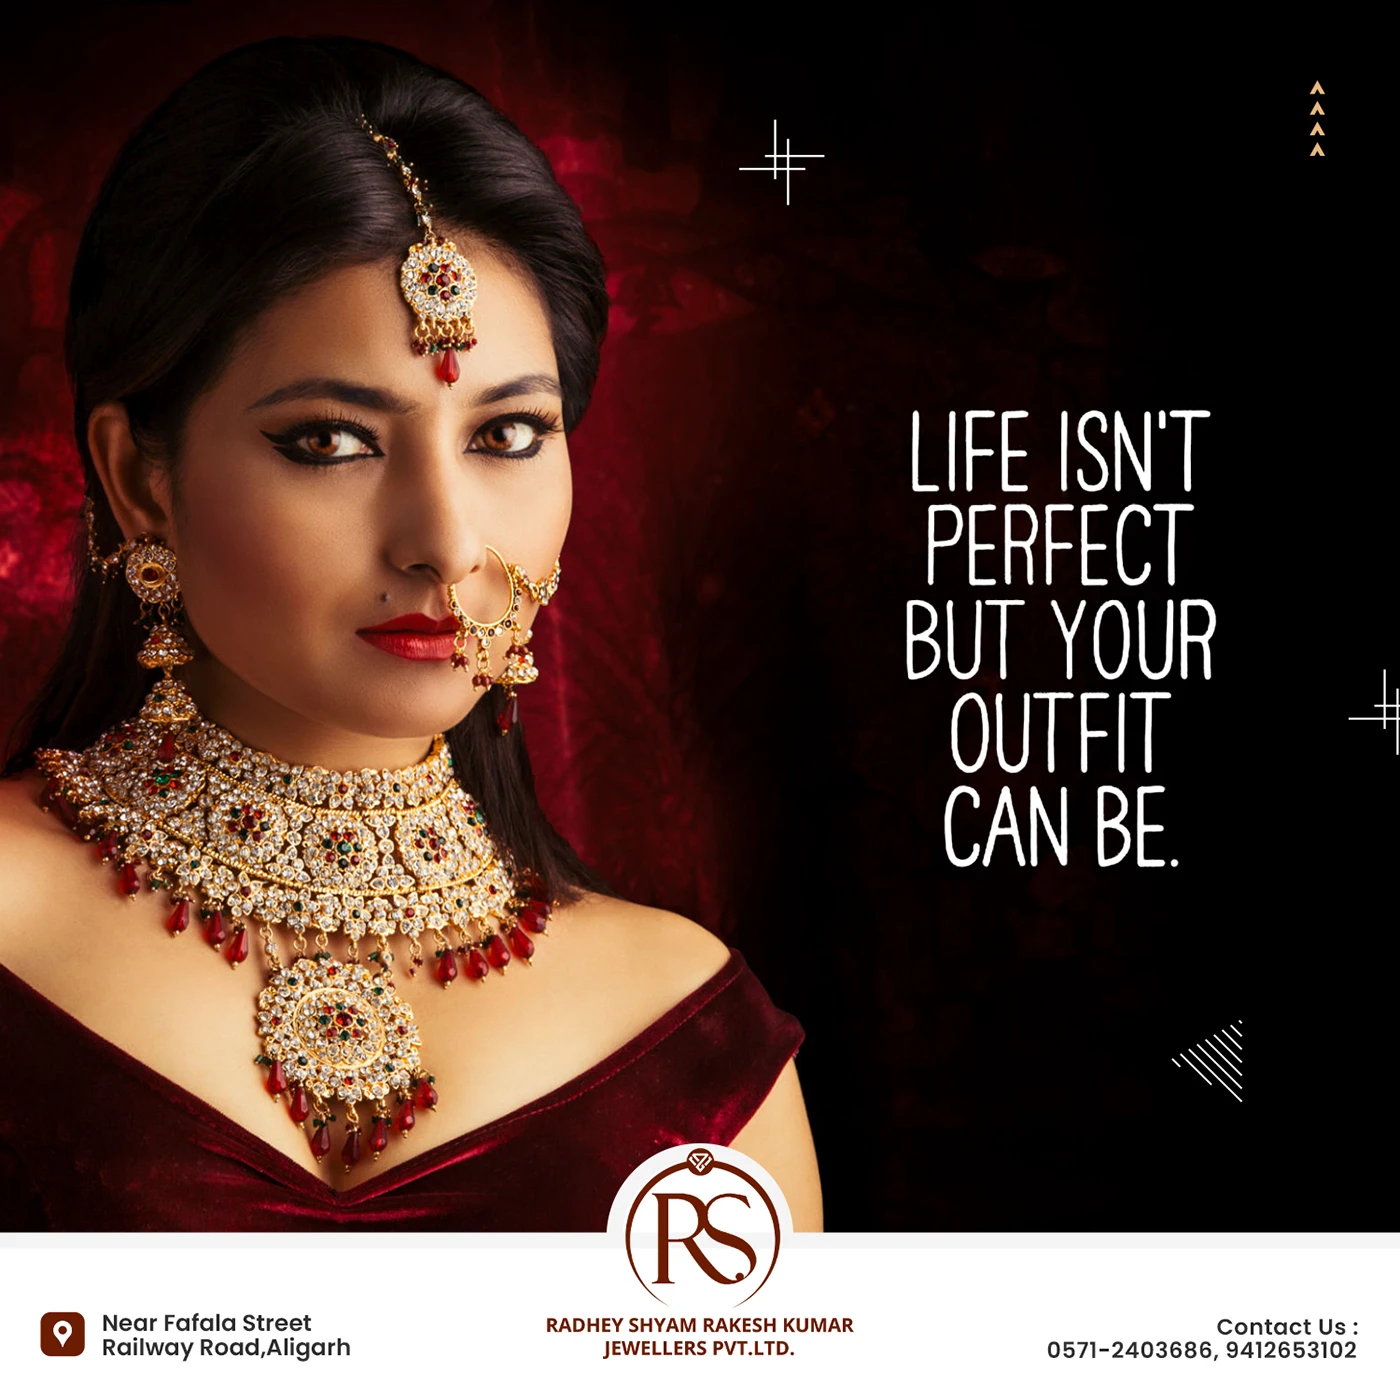 LIFE ISN'T
PERFECT
BUT YOUR
OUTFIT
CAN BE.
RS
RADHEY SHYAM RAKESH KUMAR
JEWELLERS PVT.LTD.
Near Fafala Street
Railway Road,Aligarh
Contact Us :
0571-2403686, 9412653102